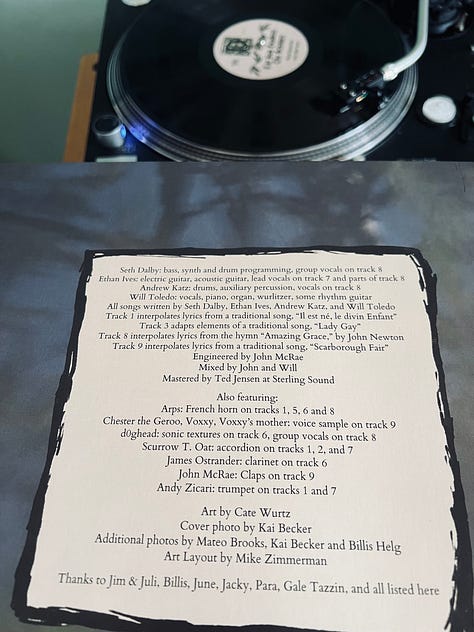 Seth Dalby: bass, synth and drum programming, group vocals on track 8
Ethan Ives: electric guitar, acoustic guitar, lead vocals on track 7 and parts of track 8
Andrew Katz: drums, auxiliary percussion, vocals on track 8
Will Toledo: vocals, piano, organ, wurlitzer, some rhythm guitar
All songs written by Seth Dalby, Ethan Ives, Andrew Katz, and Will Toledo
Track 1 interpolates lyrics from a traditional song, "Il est né, le divin Enfant"
Track 3 adapts elements of a traditional song, "Lady Gay"
Track 8 interpolates lyrics from the hymn "Amazing Grace," by John Newton
Track 9 interpolates lyrics from a traditional song, "Scarborough Fair"
Engineered by John McRae
Mixed by John and Will
Mastered by Ted Jensen at Sterling Sound
Also featuring:
Arps: French horn on tracks 1, 5, 6 and 8
Chester the Geroo, Voxxy, Voxxy's mother: voice sample on track 9
d0ghead: sonic textures on track 6, group vocals on track 8
Scurrow T. Oat: accordion on tracks 1, 2, and 7
James Ostrander: clarinet on track 6
John McRae: Claps on track 9
Andy Zicari: trumpet on tracks 1 and 7
Art by Cate Wurtz
Cover photo by Kai Becker
Additional photos by Mateo Brooks, Kai Becker and Billis Helg
Art Layout by Mike Zimmerman
Thanks to Jim & Juli, Billis, June, Jacky, Para, Gale Tazzin, and all listed here